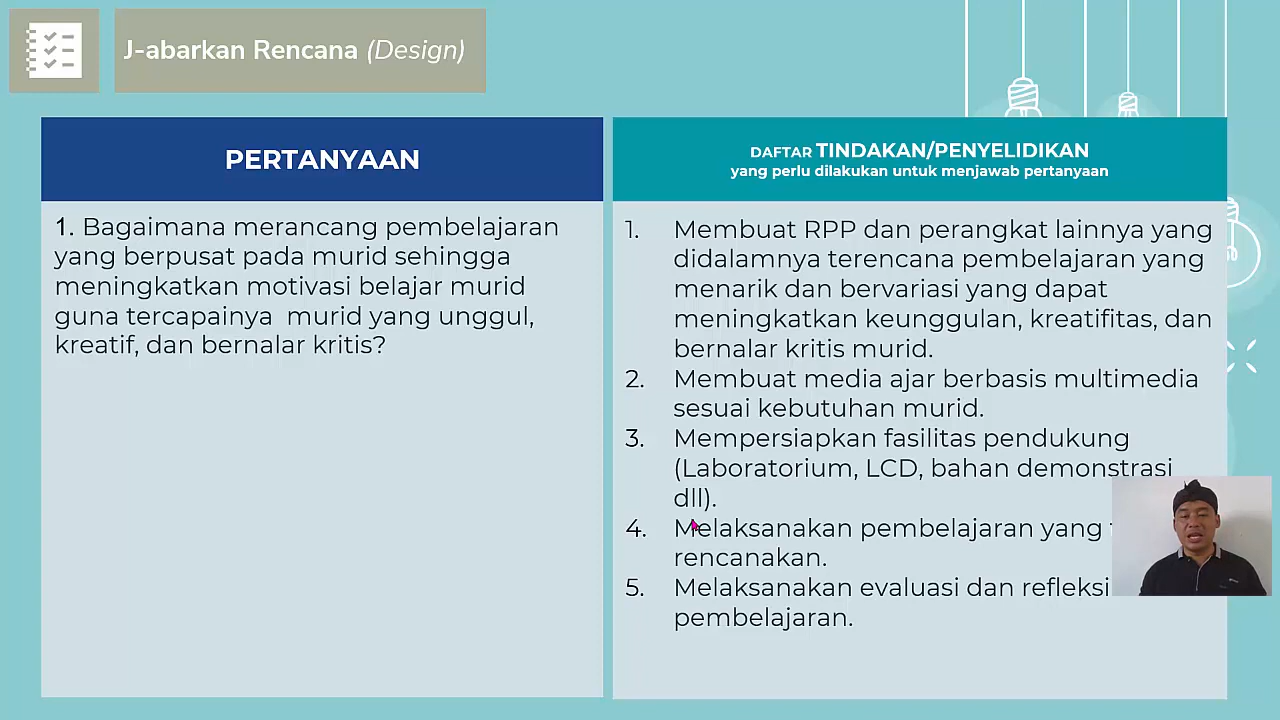 J-abarkan Rencana (Design)
PERTANYAAN
1. Bagaimana merancang pembelajaran
yang berpusat pada murid sehingga
meningkatkan motivasi belajar murid
guna tercapainya murid yang unggul,
kreatif, dan bernalar kritis?
DAFTAR TINDAKAN/PENYELIDIKAN
yang perlu dilakukan untuk menjawab pertanyaan
1. Membuat RPP dan perangkat lainnya yang
didalamnya terencana pembelajaran yang
menarik dan bervariasi yang dapat
meningkatkan keunggulan, kreatifitas, dan
bernalar kritis murid.
2. Membuat media ajar berbasis multimedia
sesuai kebutuhan murid.
3. Mempersiapkan fasilitas pendukung
(Laboratorium, LCD, bahan demonstrasi
dll).
4. Melaksanakan pembelajaran yang
rencanakan.
5. Melaksanakan evaluasi dan refleksi
pembelajaran.